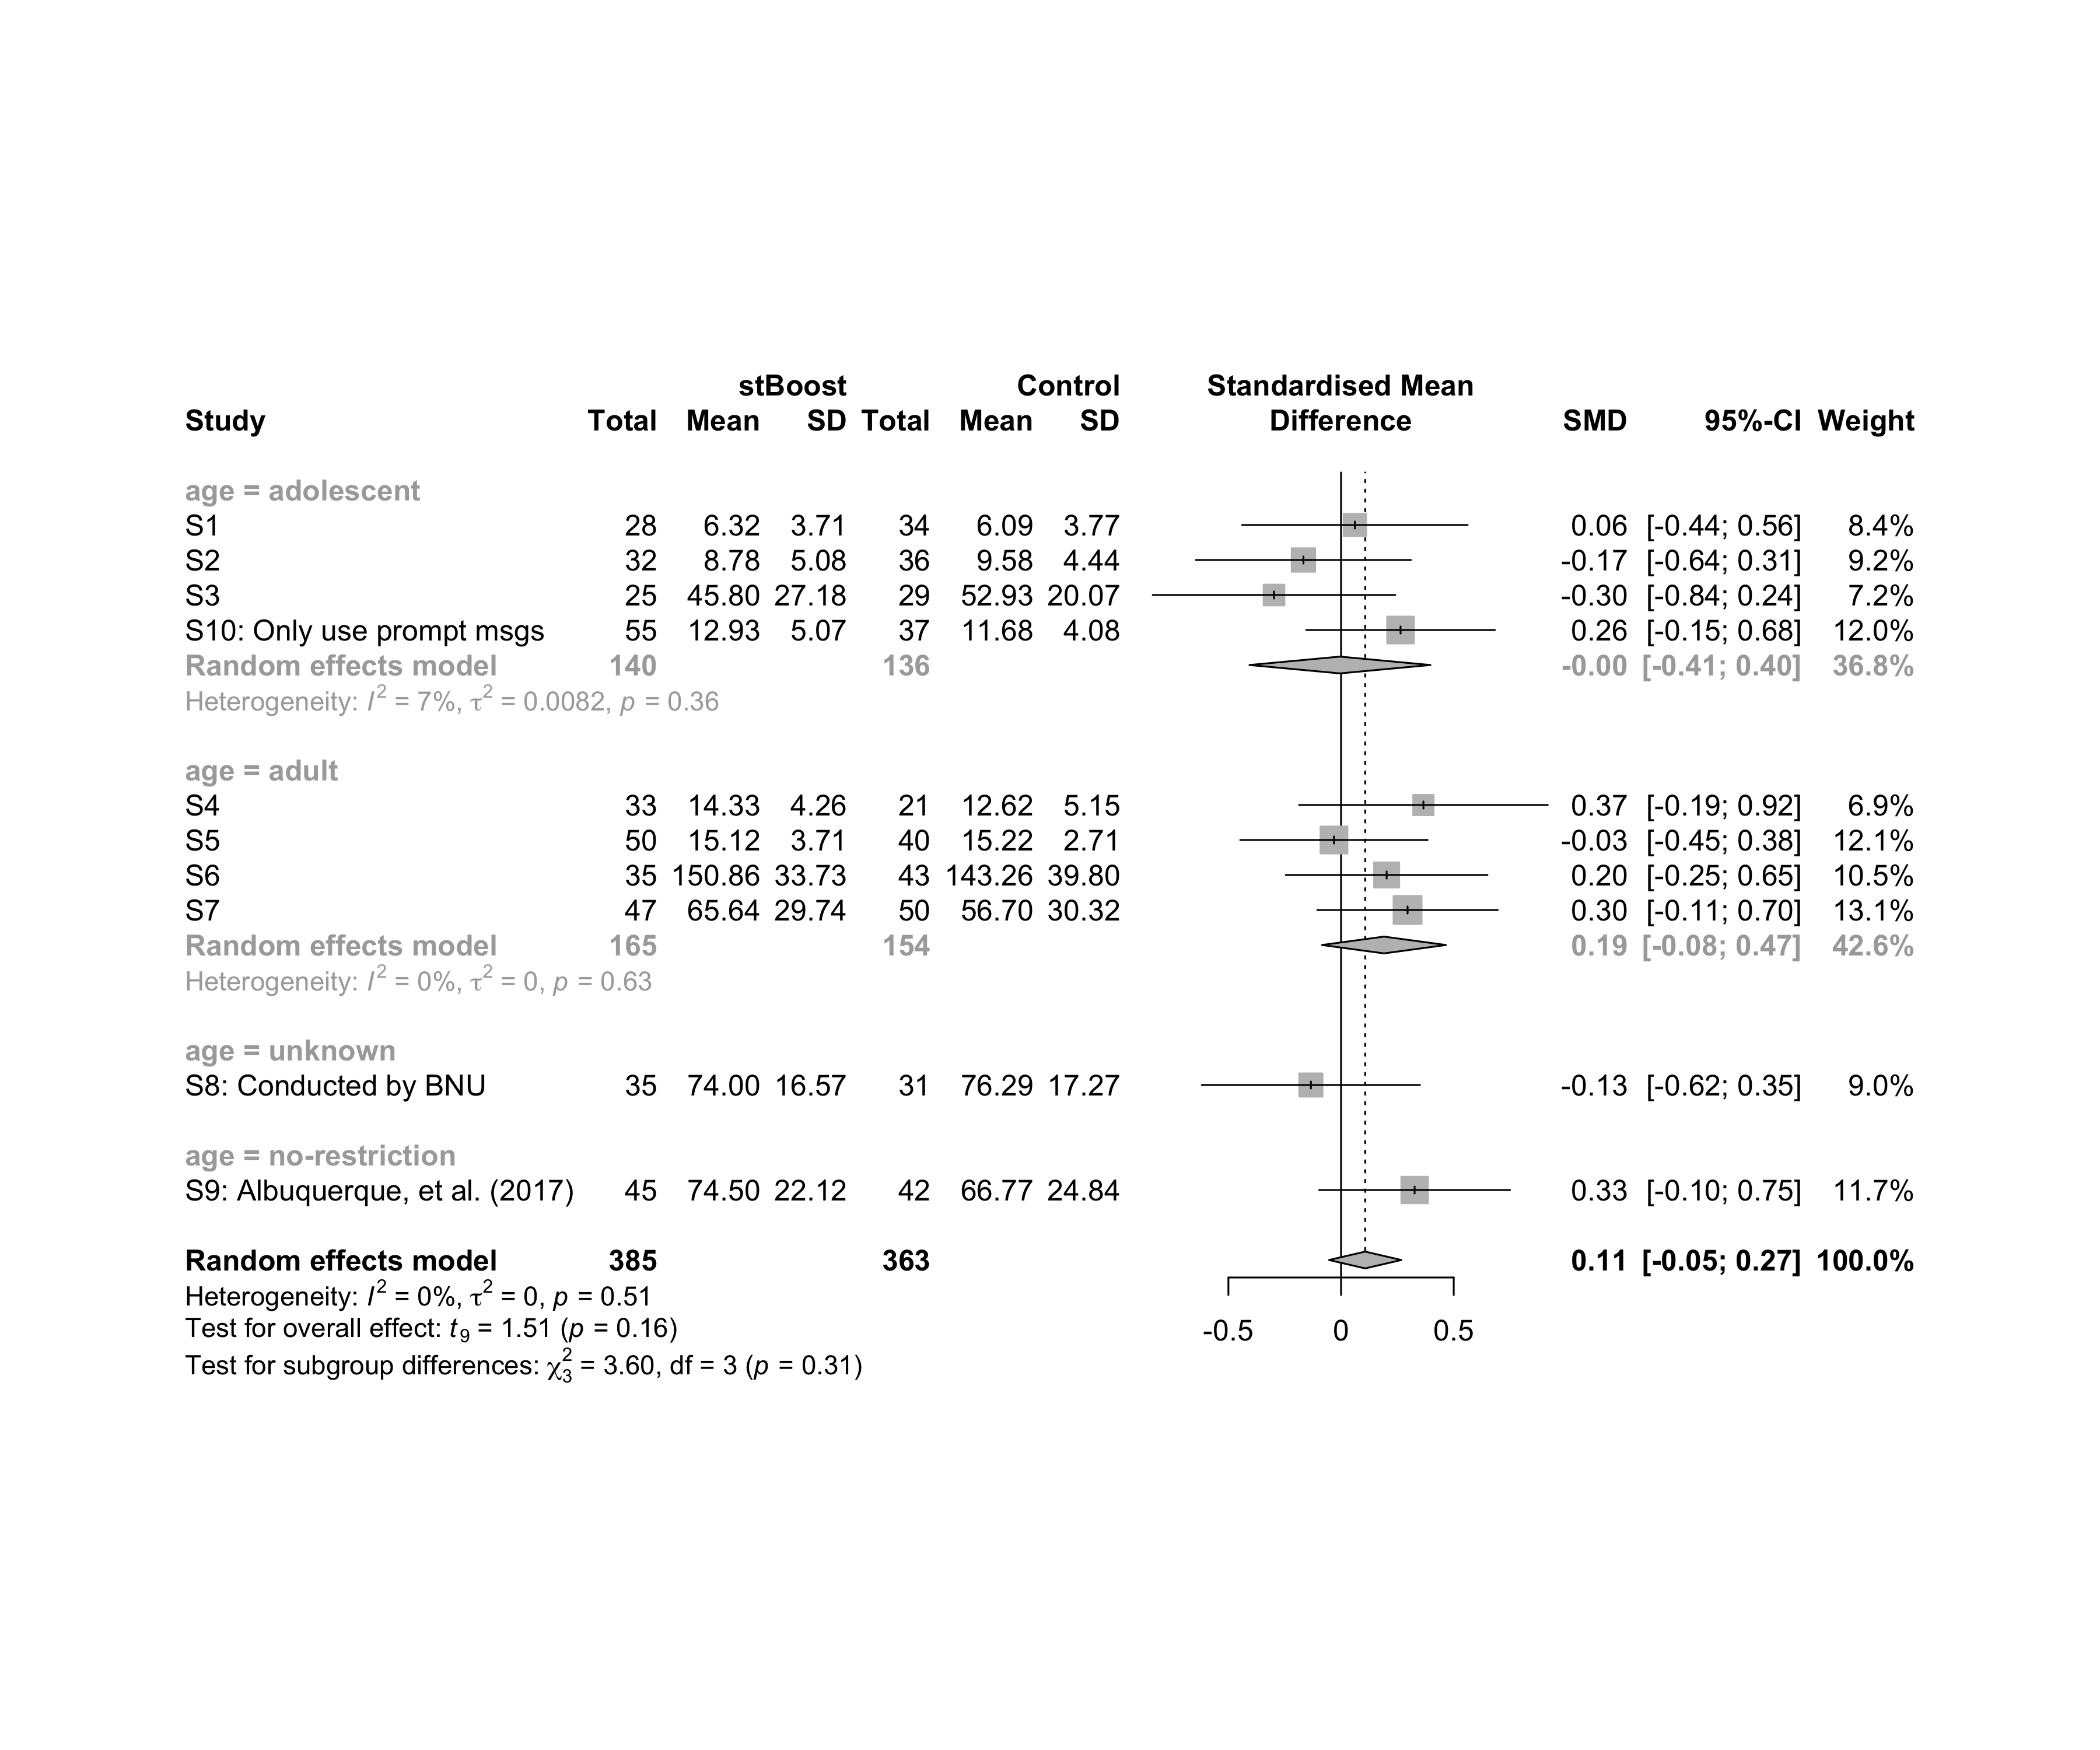 stBoost Control Standardised Mean
Study Total Mean SD Total Mean SD Difference SMD 95%-CI Weight
age = adolescent
S1 28 6.32 3.71 34 6.09 3.77 0.06 [-0.44; 0.56] 8.4%
S2 32 8.78 5.08 36 9.58 4.44 -0.17 [-0.64; 0.31] 9.2%
S3 25 45.80 27.18 29 52.93 20.07 -0.30 [-0.84; 0.24] 7.2%
S10: Only use prompt msgs 55 12.93 5.07 37 11.68 4.08 0.26 [-0.15; 0.68] 12.0%
Random effects model 140 136 -0.00 [-0.41; 0.40] 36.8%
Heterogeneity: I² = 7%, τ² = 0.0082, p = 0.36
age = adult
S4 33 14.33 4.26 21 12.62 5.15 0.37 [-0.19; 0.92] 6.9%
S5 50 15.12 3.71 40 15.22 2.71 -0.03 [-0.45; 0.38] 12.1%
S6 35 150.86 33.73 43 143.26 39.80 0.20 [-0.25; 0.65] 10.5%
S7 47 65.64 29.74 50 56.70 30.32 0.30 [-0.11; 0.70] 13.1%
Random effects model 165 154 0.19 [-0.08; 0.47] 42.6%
Heterogeneity: I² = 0%, τ² = 0, p = 0.63
age = unknown
S8: Conducted by BNU 35 74.00 16.57 31 76.29 17.27 -0.13 [-0.62; 0.35] 9.0%
age = no-restriction
S9: Albuquerque, et al. (2017) 45 74.50 22.12 42 66.77 24.84 0.33 [-0.10; 0.75] 11.7%
Random effects model 385 363 0.11 [-0.05; 0.27] 100.0%
Heterogeneity: I² = 0%, τ² = 0, p = 0.51
Test for overall effect: t₉ = 1.51 (p = 0.16)
-0.5 0 0.5
Test for subgroup differences: χ²₃ = 3.60, df = 3 (p = 0.31)